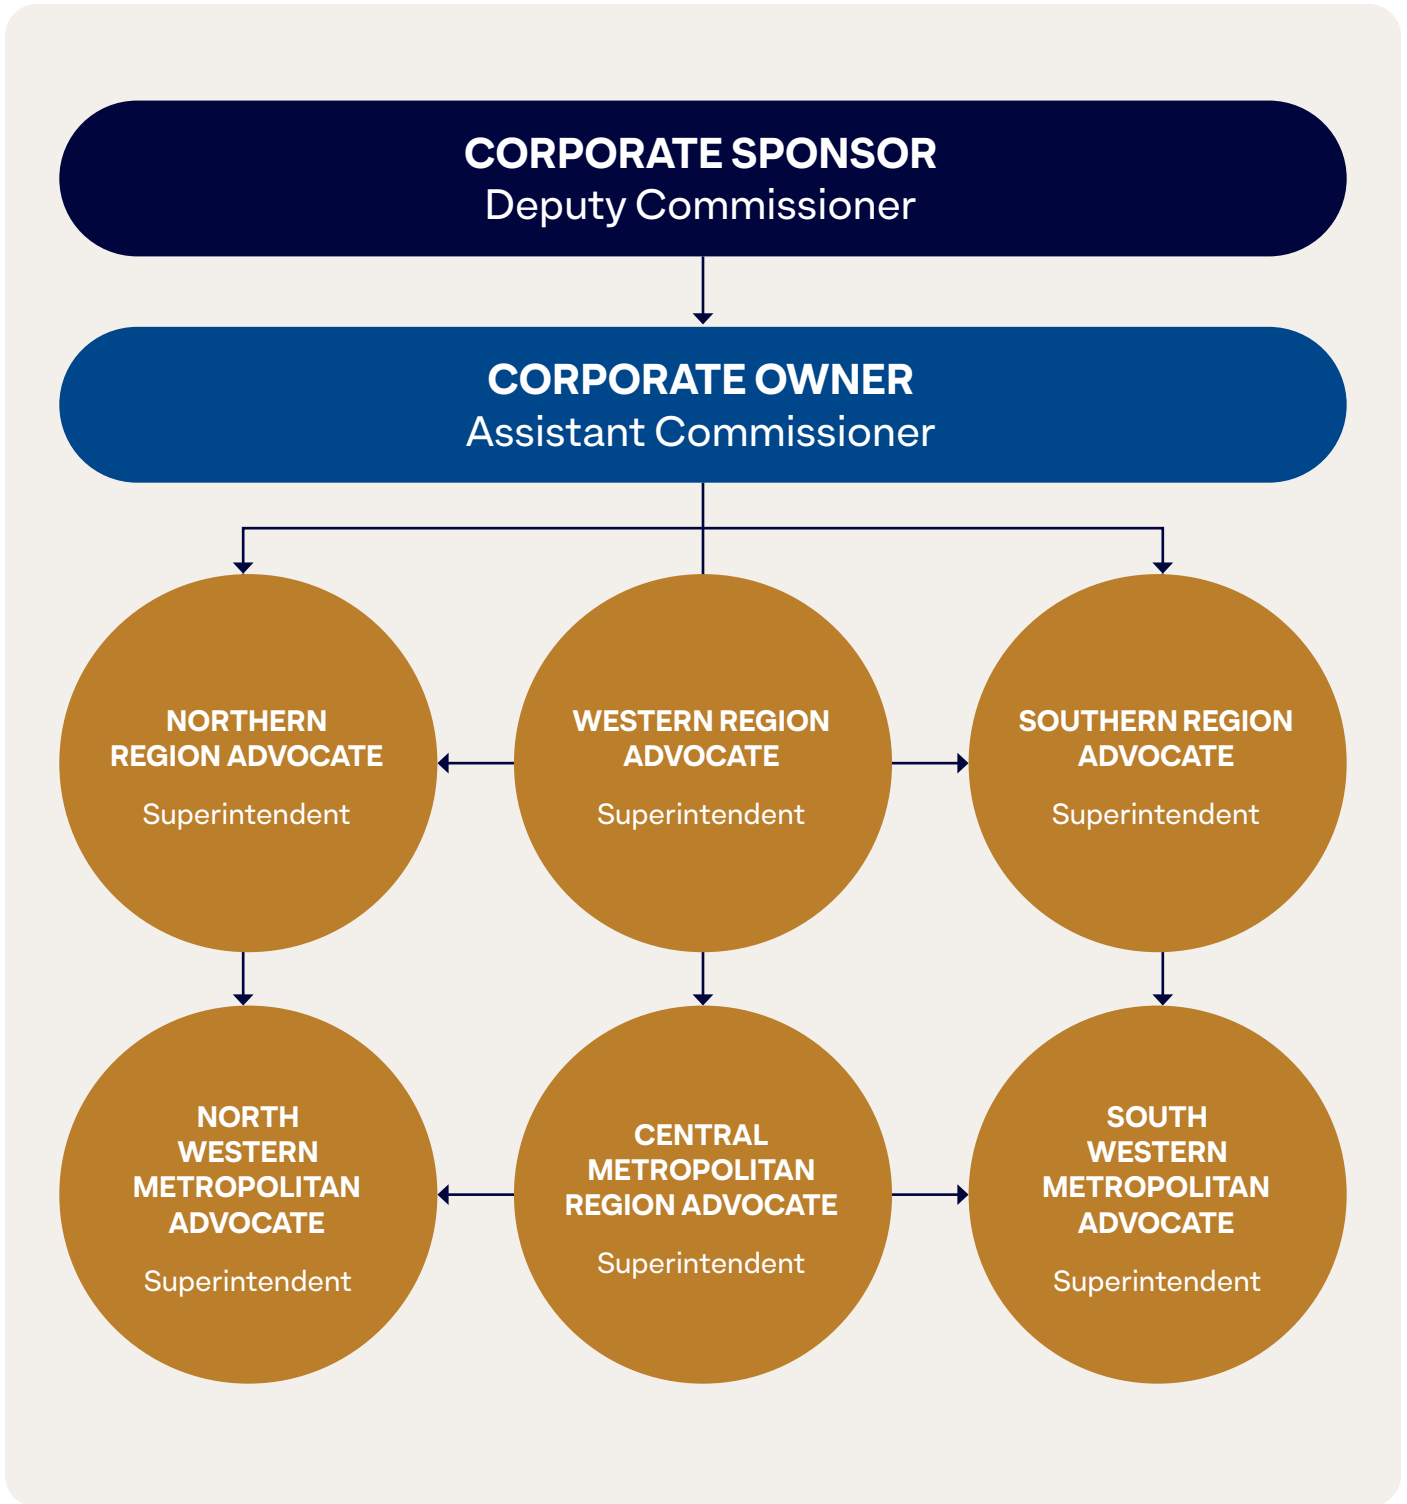 CORPORATE SPONSOR
Deputy Commissioner
CORPORATE OWNER
Assistant Commissioner
NORTHERN
REGION ADVOCATE
Superintendent
WESTERN REGION
ADVOCATE
Superintendent
SOUTHERN REGION
ADVOCATE
Superintendent
NORTH
WESTERN
METROPOLITAN
ADVOCATE
Superintendent
CENTRAL
METROPOLITAN
REGION ADVOCATE
Superintendent
SOUTH
WESTERN
METROPOLITAN
ADVOCATE
Superintendent